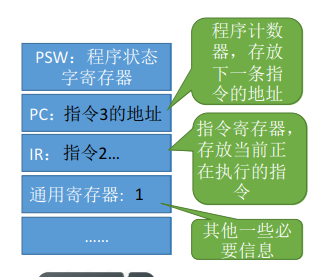 PSW：程序状态
字寄存器
PC：指令3的地址
IR：指令2...
通用寄存器：1
......
程序计数
器，存放
下一条指
令的地址
指令寄存器，
存放当前正
在执行的指
令
其他一些必
要信息